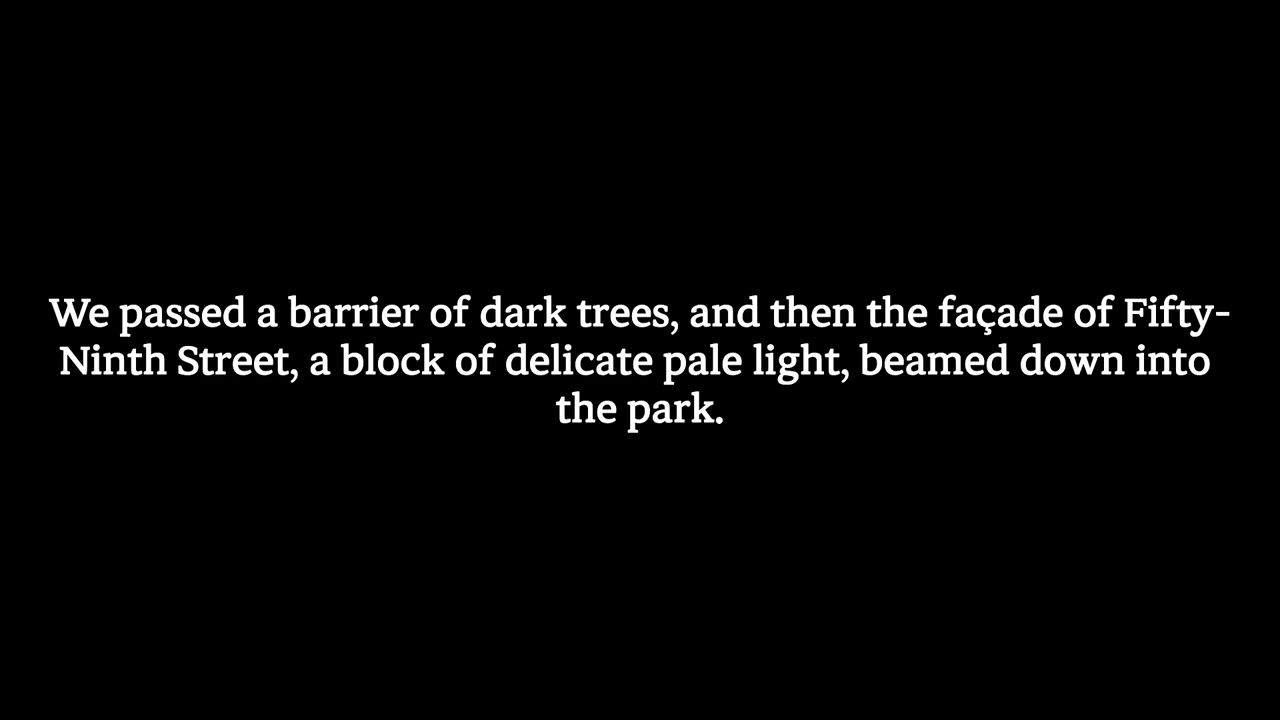 We passed a barrier of dark trees, and then the façade of Fifty-
Ninth Street, a block of delicate pale light, beamed down into
the park.